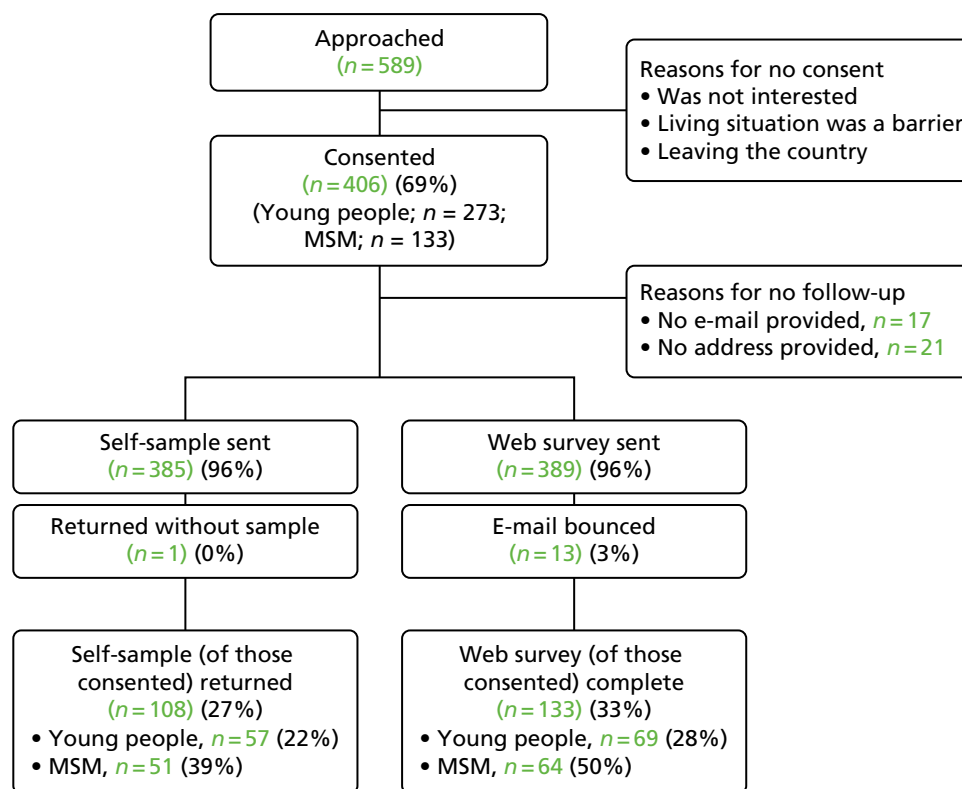 Approached
(n=589)
Reasons for no consent
• Was not interested
• Living situation was a barrier
• Leaving the country
Consented
(n=406) (69%)
(Young people; n = 273;
MSM; n = 133)
Reasons for no follow-up
• No e-mail provided, n=17
• No address provided, n=21
Self-sample sent
(n=385) (96%)
Web survey sent
(n=389) (96%)
Returned without sample
(n=1) (0%)
E-mail bounced
(n=13) (3%)
Self-sample (of those
consented) returned
(n=108) (27%)
• Young people, n=57 (22%)
• MSM, n=51 (39%)
Web survey (of those
consented) complete
(n=133) (33%)
• Young people, n=69 (28%)
• MSM, n=64 (50%)